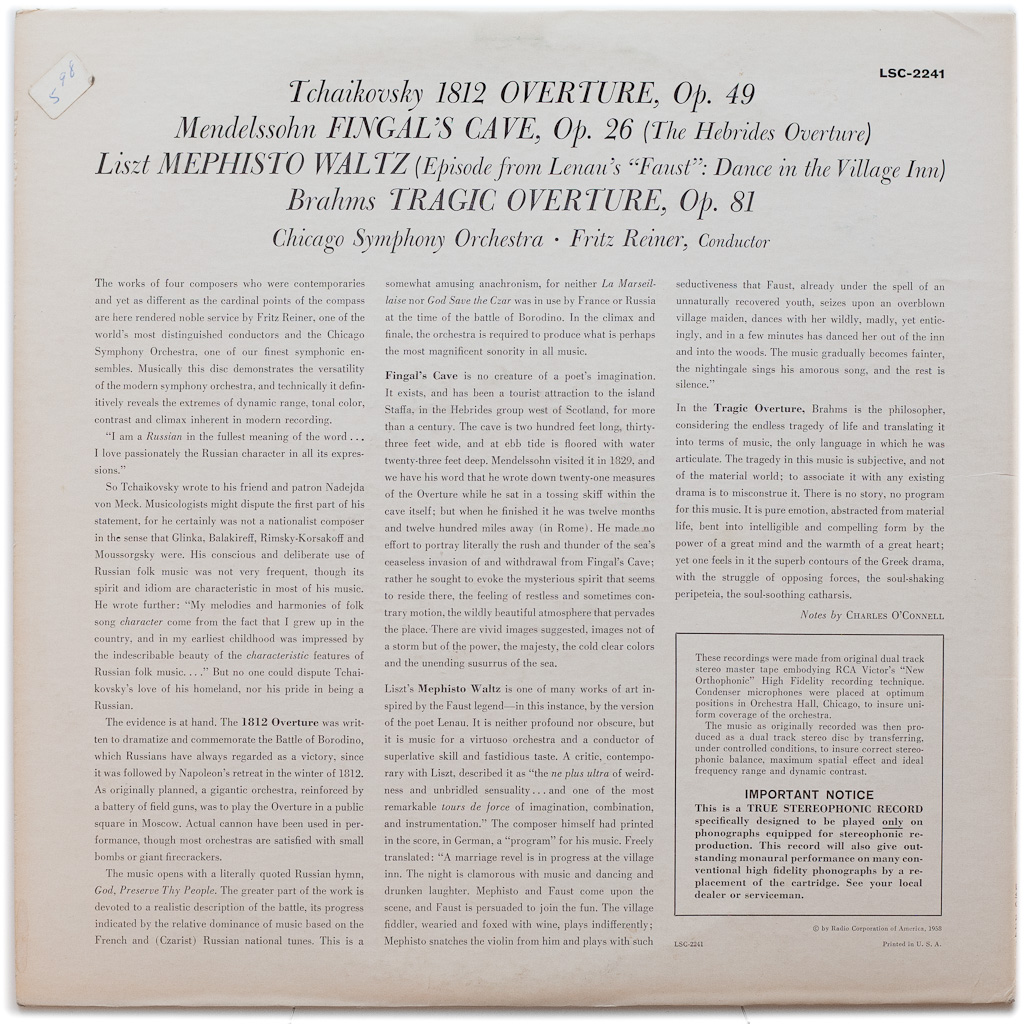 5 98
LSC-2241
Tchaikovsky 1812 OVERTURE, Op. 49
Mendelssohn FINGAL'S CAVE, Op. 26 (The Hebrides Overture)
Liszt MEPHISTO WALTZ (Episode from Lenau's “Faust”: Dance in the Village Inn)
Brahms TRAGIC OVERTURE, Op. 81
Chicago Symphony Orchestra • Fritz Reiner, Conductor
The works of four composers who were contemporaries
and yet as different as the cardinal points of the compass
are here rendered noble service by Fritz Reiner, one of the
world's most distinguished conductors and the Chicago
Symphony Orchestra, one of our finest symphonic en-
sembles. Musically this disc demonstrates the versatility
of the modern symphony orchestra, and technically it defin-
itively reveals the extremes of dynamic range, tonal color,
contrast and climax inherent in modern recording.
“I am a Russian in the fullest meaning of the word . . .
I love passionately the Russian character in all its expres-
sions.”
So Tchaikovsky wrote to his friend and patron Nadejda
von Meck. Musicologists might dispute the first part of his
statement, for he certainly was not a nationalist composer
in the sense that Glinka, Balakireff, Rimsky-Korsakoff and
Moussorgsky were. His conscious and deliberate use of
Russian folk music was not very frequent, though its
spirit and idiom are characteristic in most of his music.
He wrote further: “My melodies and harmonies of folk
song character come from the fact that I grew up in the
country, and in my earliest childhood was impressed by
the indescribable beauty of the characteristic features of
Russian folk music. . . .” But no one could dispute Tchai-
kovsky's love of his homeland, nor his pride in being a
Russian.
The evidence is at hand. The 1812 Overture was writ-
ten to dramatize and commemorate the Battle of Borodino,
which Russians have always regarded as a victory, since
it was followed by Napoleon's retreat in the winter of 1812.
As originally planned, a gigantic orchestra, reinforced by
a battery of field guns, was to play the Overture in a public
square in Moscow. Actual cannon have been used in per-
formance, though most orchestras are satisfied with small
bombs or giant firecrackers.
The music opens with a literally quoted Russian hymn,
God, Preserve Thy People. The greater part of the work is
devoted to a realistic description of the battle, its progress
indicated by the relative dominance of music based on the
French and (Czarist) Russian national tunes. This is a
somewhat amusing anachronism, for neither La Marseil-
laise nor God Save the Czar was in use by France or Russia
at the time of the battle of Borodino. In the climax and
finale, the orchestra is required to produce what is perhaps
the most magnificent sonority in all music.
Fingal's Cave is no creature of a poet's imagination.
It exists, and has been a tourist attraction to the island
Staffa, in the Hebrides group west of Scotland, for more
than a century. The cave is two hundred feet long, thirty-
three feet wide, and at ebb tide is floored with water
twenty-three feet deep. Mendelssohn visited it in 1829, and
we have his word that he wrote down twenty-one measures
of the Overture while he sat in a tossing skiff within the
cave itself; but when he finished it he was twelve months
and twelve hundred miles away (in Rome). He made no
effort to portray literally the rush and thunder of the sea's
ceaseless invasion of and withdrawal from Fingal's Cave;
rather he sought to evoke the mysterious spirit that seems
to reside there, the feeling of restless and sometimes con-
trary motion, the wildly beautiful atmosphere that pervades
the place. There are vivid images suggested, images not of
a storm but of the power, the majesty, the cold clear colors
and the unending susurrus of the sea.
Liszt's Mephisto Waltz is one of many works of art in-
spired by the Faust legend—in this instance, by the version
of the poet Lenau. It is neither profound nor obscure, but
it is music for a virtuoso orchestra and a conductor of
superlative skill and fastidious taste. A critic, contempo-
rary with Liszt, described it as “the ne plus ultra of weird-
ness and unbridled sensuality . . . and one of the most
remarkable tours de force of imagination, combination,
and instrumentation.” The composer himself had printed
in the score, in German, a “program” for his music. Freely
translated: “A marriage revel is in progress at the village
inn. The night is clamorous with music and dancing and
drunken laughter. Mephisto and Faust come upon the
scene, and Faust is persuaded to join the fun. The village
fiddler, wearied and foxed with wine, plays indifferently;
Mephisto snatches the violin from him and plays with such
seductiveness that Faust, already under the spell of an
unnaturally recovered youth, seizes upon an overblown
village maiden, dances with her wildly, madly, yet entic-
ingly, and in a few minutes has danced her out of the inn
and into the woods. The music gradually becomes fainter,
the nightingale sings his amorous song, and the rest is
silence.”
In the Tragic Overture, Brahms is the philosopher,
considering the endless tragedy of life and translating it
into terms of music, the only language in which he was
articulate. The tragedy in this music is subjective, and not
of the material world; to associate it with any existing
drama is to misconstrue it. There is no story, no program
for this music. It is pure emotion, abstracted from material
life, bent into intelligible and compelling form by the
power of a great mind and the warmth of a great heart;
yet one feels in it the superb contours of the Greek drama,
with the struggle of opposing forces, the soul-shaking
peripeteia, the soul-soothing catharsis.
Notes by CHARLES O'CONNELL
These recordings were made from original dual track
stereo master tape embodying RCA Victor's “New
Orthophonic” High Fidelity recording technique.
Condenser microphones were placed at optimum
positions in Orchestra Hall, Chicago, to insure uni-
form coverage of the orchestra.
The music as originally recorded was then pro-
duced as a dual track stereo disc by transferring,
under controlled conditions, to insure correct stereo-
phonic balance, maximum spatial effect and ideal
frequency range and dynamic contrast.
IMPORTANT NOTICE
This is a TRUE STEREOPHONIC RECORD
specifically designed to be played only on
phonographs equipped for stereophonic re-
production. This record will also give out-
standing monaural performance on many con-
ventional high fidelity phonographs by a re-
placement of the cartridge. See your local
dealer or serviceman.
© by Radio Corporation of America, 1958
LSC-2241 Printed in U. S. A.